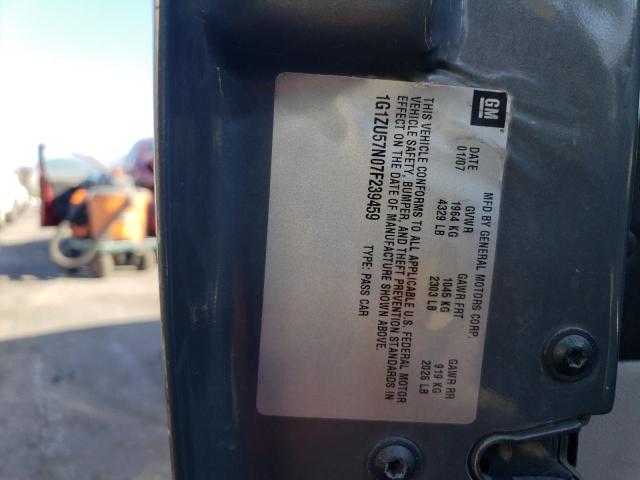 GM
MFD BY GENERAL MOTORS CORP.
DATE GVWR GAWR FRT GAWR RR
01/07 1964 KG 1045 KG 919 KG
4329 LB 2303 LB 2026 LB
THIS VEHICLE CONFORMS TO ALL APPLICABLE U.S. FEDERAL MOTOR
VEHICLE SAFETY, BUMPER, AND THEFT PREVENTION STANDARDS IN
EFFECT ON THE DATE OF MANUFACTURE SHOWN ABOVE.
1G1ZU57N07F239459 TYPE: PASS CAR